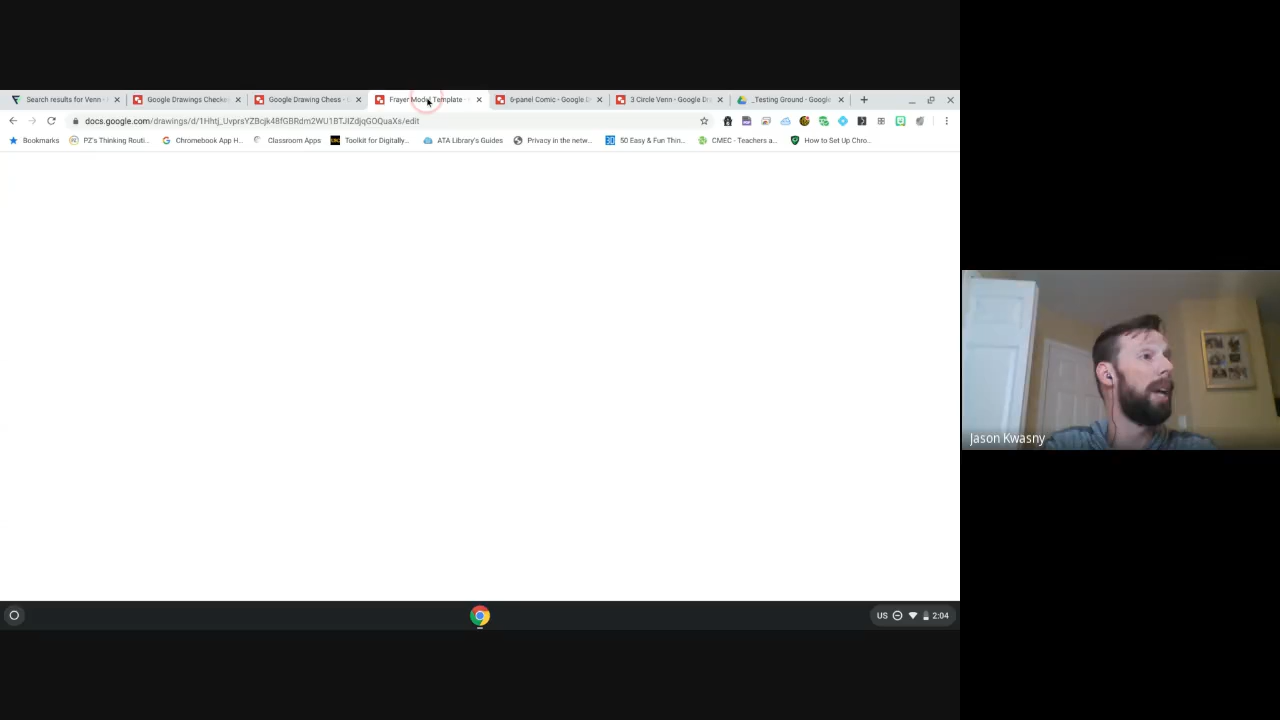 Search results for Venn -
Google Drawings Checke
Google Drawing Chess -
Frayer Model Template -
6-panel Comic - Google D
3 Circle Venn - Google Dr
_Testing Ground - Google
docs.google.com/drawings/d/
/edit
Bookmarks
PZ's Thinking Routi...
Chromebook App H...
Classroom Apps
Toolkit for Digitally...
ATA Library's Guides
Privacy in the netw...
50 Easy & Fun Thin...
CMEC - Teachers a...
How to Set Up Chro...
Jason Kwasny
US
2:04